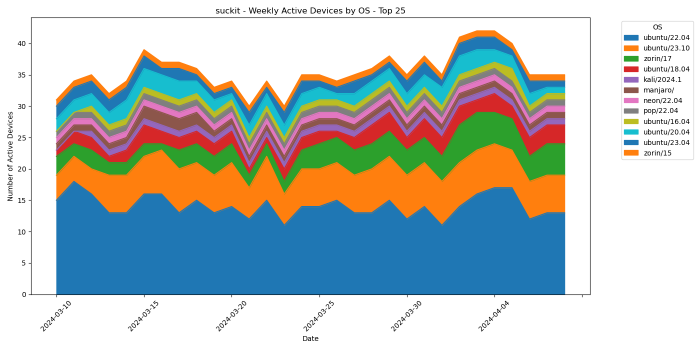 suckit - Weekly Active Devices by OS - Top 25
Number of Active Devices
40
35
30
25
20
15
10
5
0
2024-03-10
2024-03-15
2024-03-20
2024-03-25
2024-03-30
2024-04-04
Date
OS
ubuntu/22.04
ubuntu/23.10
zorin/17
ubuntu/18.04
kali/2024.1
manjaro/
neon/22.04
pop/22.04
ubuntu/16.04
ubuntu/20.04
ubuntu/23.04
zorin/15